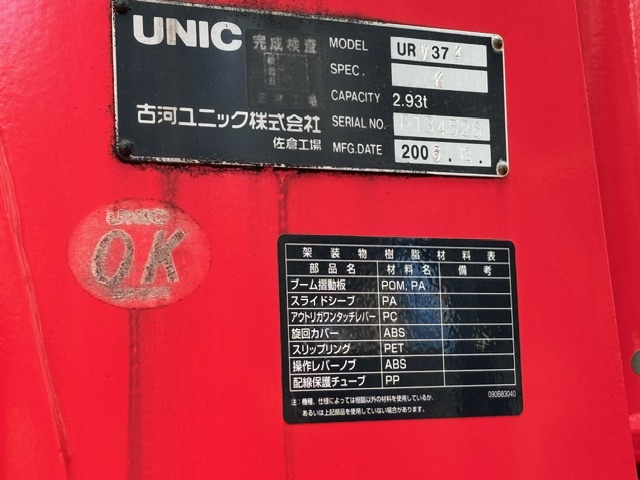 UNIC
完成検査
MODEL URV374
SPEC. K
CAPACITY 2.93t
SERIAL NO.
古河ユニック株式会社
佐倉工場
MFG.DATE 200 . 12.
UNIC
OK
架装物樹脂材料表
部品名 材料名 備考
ブーム摺動板 POM, PA
スライドシーブ PA
アウトリガワンタッチレバー PC
旋回カバー ABS
スリップリング PET
操作レバーノブ ABS
配線保護チューブ PP
注:機種、仕様によっては樹脂以外の材料を使用しているか、
あるいは上記部品を使用していない場合があります。
090B83040